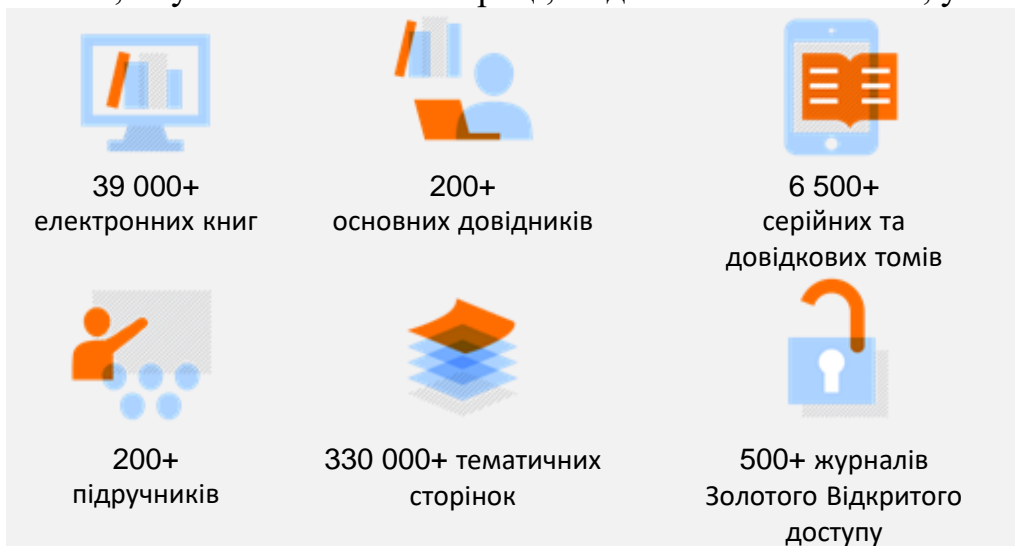 39 000+
електронних книг
200+
основних довідників
6 500+
серійних та
довідкових томів
200+
підручників
330 000+ тематичних
сторінок
500+ журналів
Золотого Відкритого
доступу